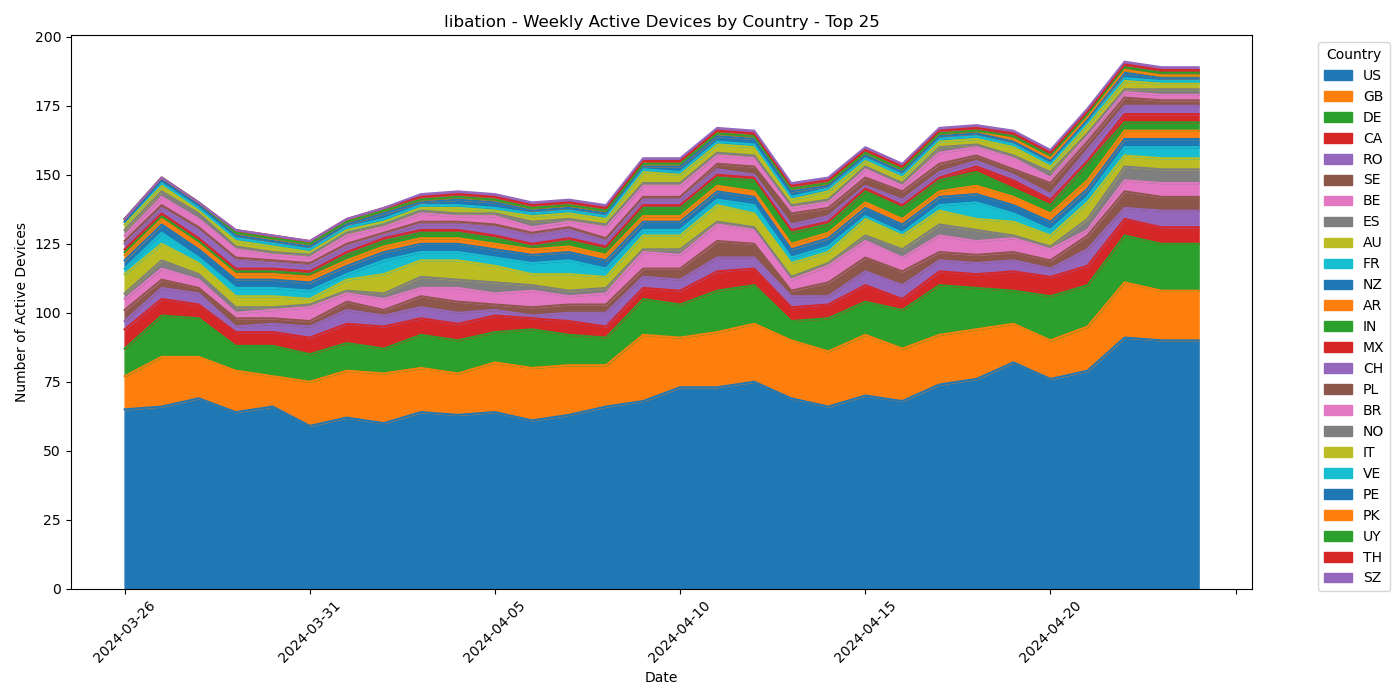 libation - Weekly Active Devices by Country - Top 25
Number of Active Devices
200
175
150
125
100
75
50
25
0
2024-03-26
2024-03-31
2024-04-05
2024-04-10
2024-04-15
2024-04-20
Date
Country
US
GB
DE
CA
RO
SE
BE
ES
AU
FR
NZ
AR
IN
MX
CH
PL
BR
NO
IT
VE
PE
PK
UY
TH
SZ